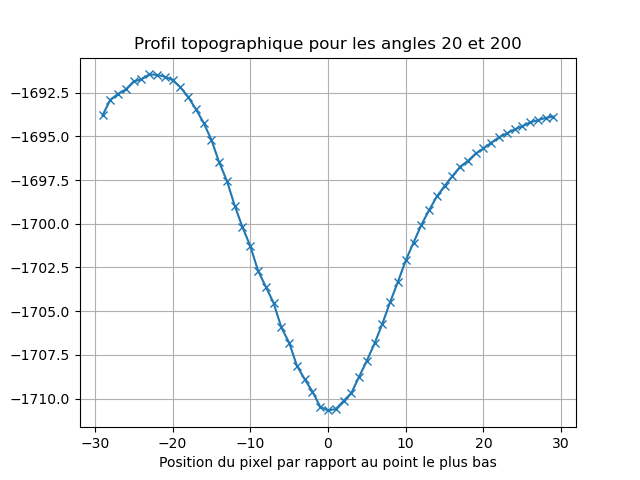 Profil topographique pour les angles 20 et 200
−1692.5
−1695.0
−1697.5
−1700.0
−1702.5
−1705.0
−1707.5
−1710.0
−30 −20 −10 0 10 20 30
Position du pixel par rapport au point le plus bas